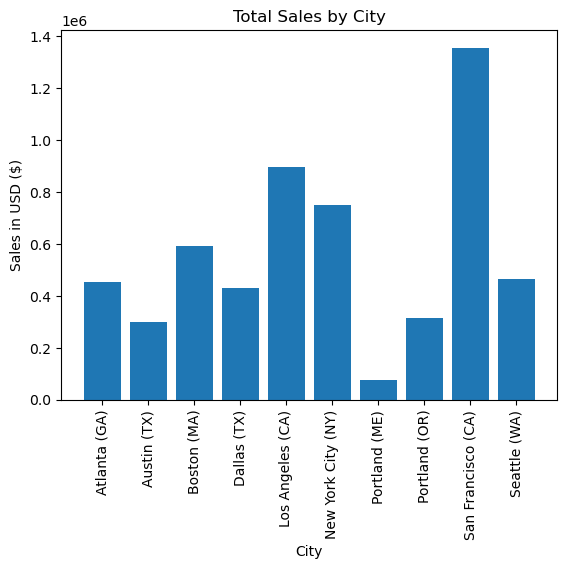 Total Sales by City
1e6
1.4
1.2
1.0
0.8
0.6
0.4
0.2
0.0
Sales in USD ($)
Atlanta (GA)
Austin (TX)
Boston (MA)
Dallas (TX)
Los Angeles (CA)
New York City (NY)
Portland (ME)
Portland (OR)
San Francisco (CA)
Seattle (WA)
City